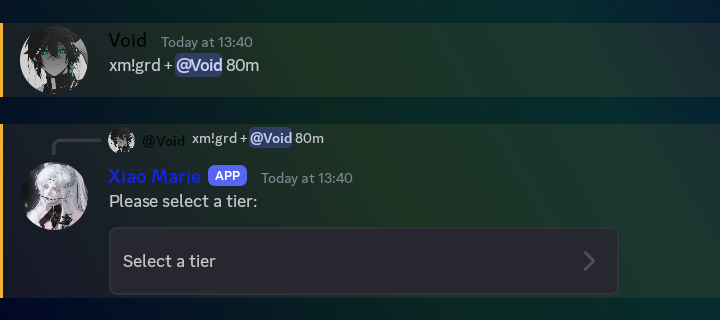 Void Today at 13:40
xm!grd + @Void 80m
@Void xm!grd + @Void 80m
Xiao Marie APP Today at 13:40
Please select a tier:
Select a tier